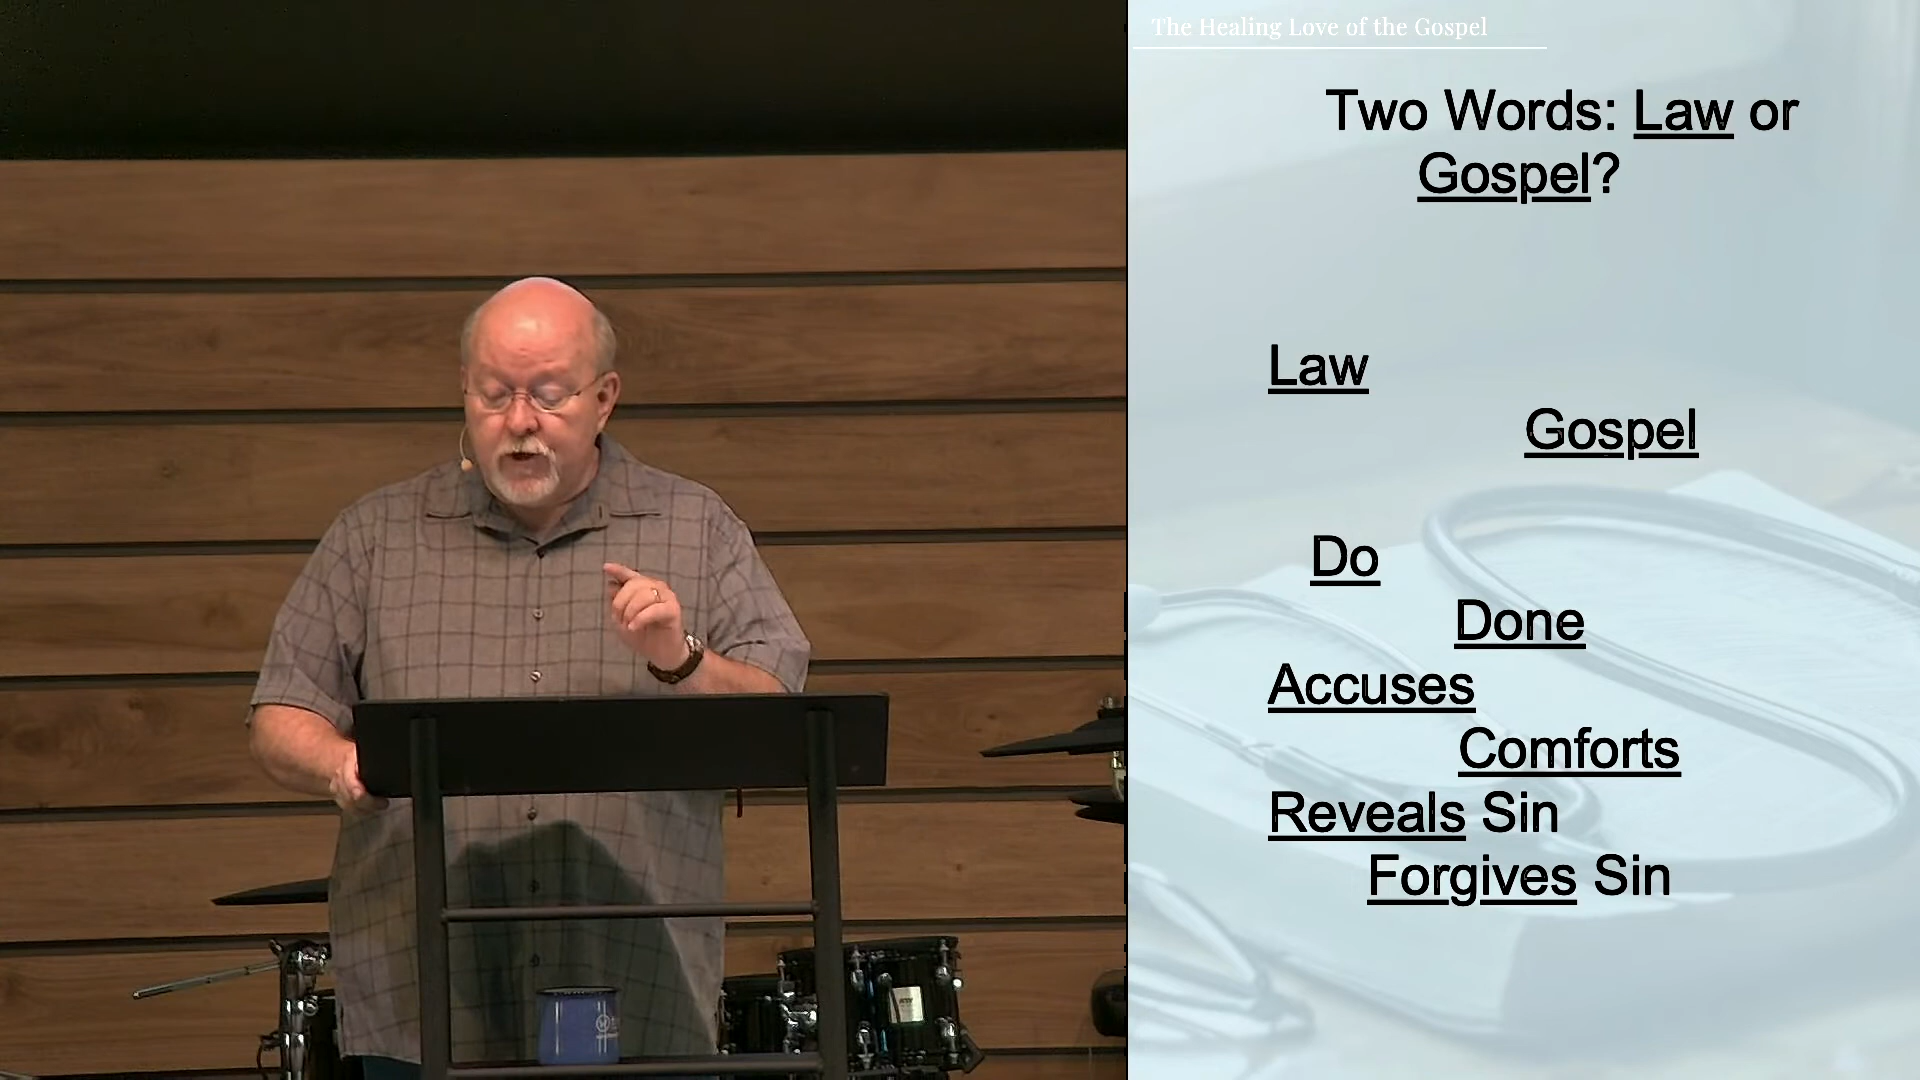 The Healing Love of the Gospel
Two Words: Law or
Gospel?
Law
Gospel
Do
Done
Accuses
Comforts
Reveals Sin
Forgives Sin